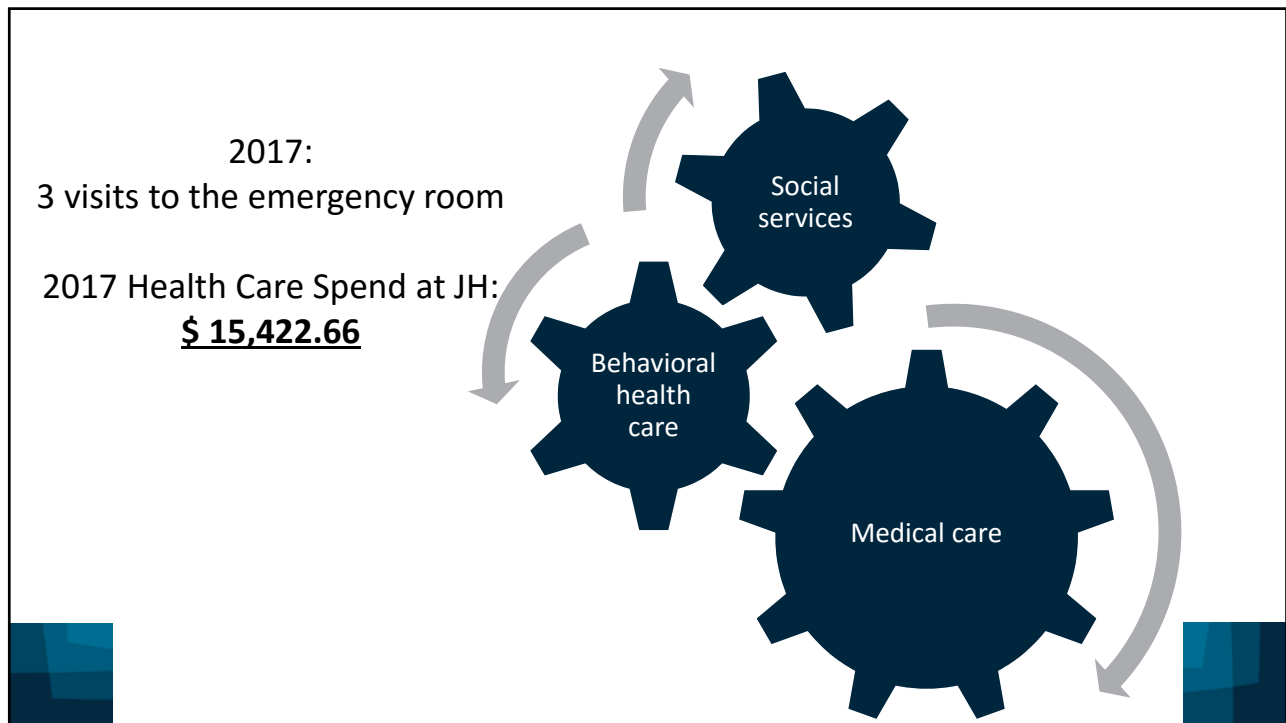 2017:
3 visits to the emergency room
2017 Health Care Spend at JH:
$ 15,422.66
Social
services
Behavioral
health
care
Medical care